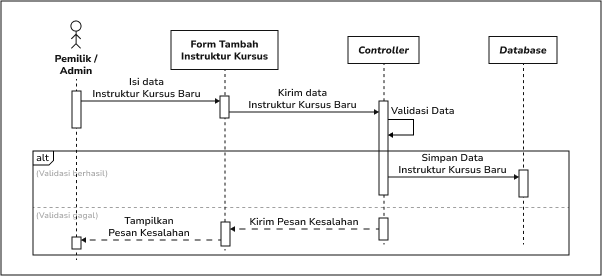 Pemilik /
Admin
Form Tambah
Instruktur Kursus
Controller
Database
Isi data
Instruktur Kursus Baru
Kirim data
Instruktur Kursus Baru
Validasi Data
alt
(Validasi berhasil)
Simpan Data
Instruktur Kursus Baru
(Validasi gagal)
Tampilkan
Pesan Kesalahan
Kirim Pesan Kesalahan